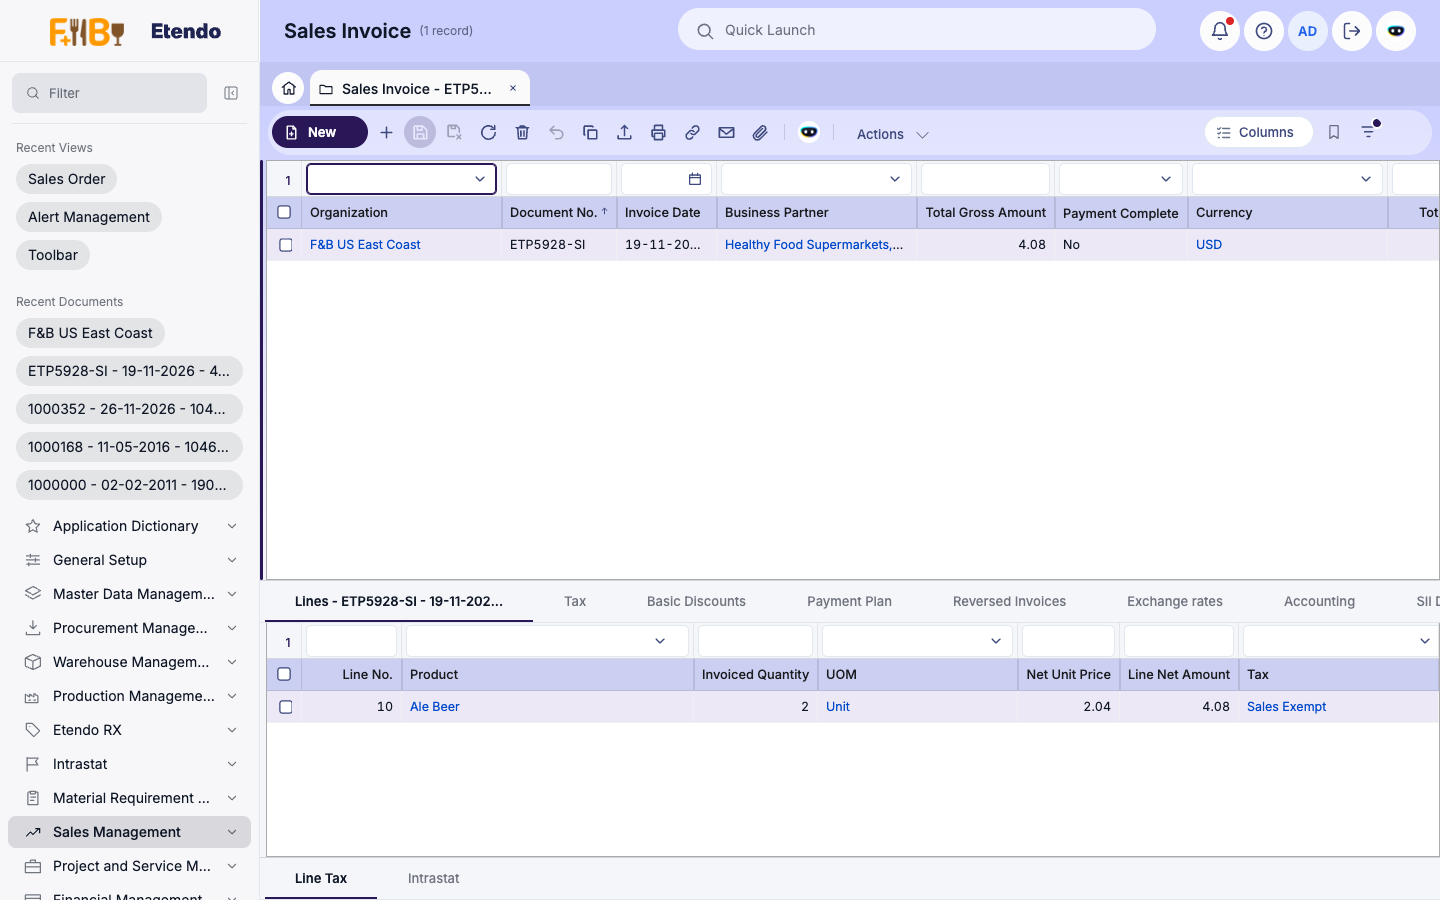 F&B
Etendo
Sales Invoice (1 record)
Quick Launch
AD
Filter
Recent Views
Sales Order
Alert Management
Toolbar
Recent Documents
F&B US East Coast
ETP5928-SI - 19-11-2026 - 4...
1000352 - 26-11-2026 - 104...
1000168 - 11-05-2016 - 1046...
1000000 - 02-02-2011 - 190...
Application Dictionary
General Setup
Master Data Managem...
Procurement Manage...
Warehouse Managem...
Production Manageme...
Etendo RX
Intrastat
Material Requirement ...
Sales Management
Project and Service M...
Financial Management
Sales Invoice - ETP5...
New
Actions
Columns
1
Organization Document No. Invoice Date Business Partner Total Gross Amount Payment Complete Currency Tot
F&B US East Coast ETP5928-SI 19-11-20... Healthy Food Supermarkets,... 4.08 No USD
Lines - ETP5928-SI - 19-11-202... Tax Basic Discounts Payment Plan Reversed Invoices Exchange rates Accounting SII D
1
Line No. Product Invoiced Quantity UOM Net Unit Price Line Net Amount Tax
10 Ale Beer 2 Unit 2.04 4.08 Sales Exempt
Line Tax Intrastat